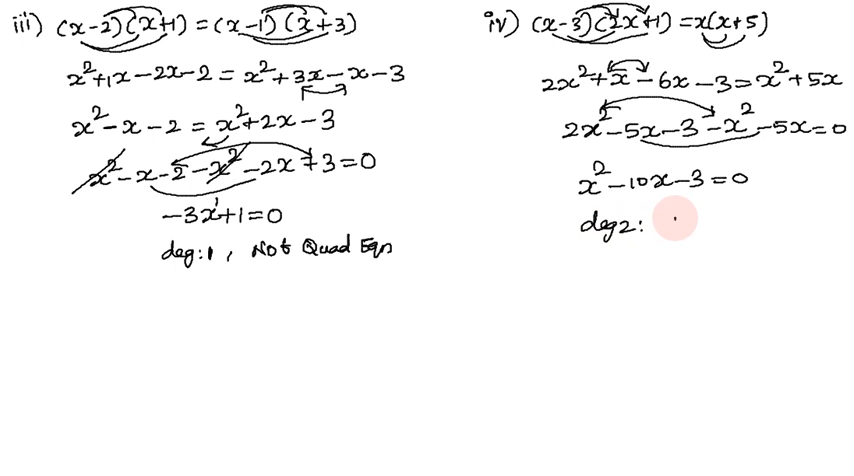 iii) (x-2)(x+1) = (x-1)(x+3)
x²+1x-2x-2 = x²+3x-x-3
x²-x-2 = x²+2x-3
x²-x-2-x²-2x+3=0
-3x¹+1=0
deg:1, Not Quad Eqn
iv) (x-3)(2x+1)=x(x+5)
2x²+x-6x-3=x²+5x
2x²-5x-3-x²-5x=0
x²-10x-3=0
deg2: